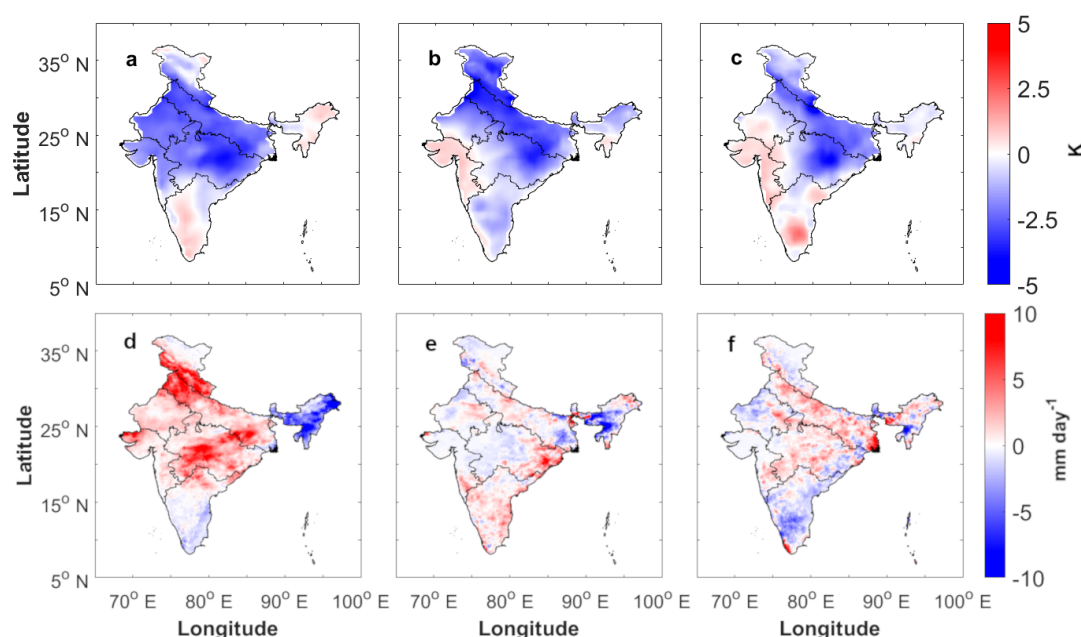 a
b
c
35° N
25° N
15° N
5° N
Latitude
5
2.5
0
-2.5
-5
K
d
e
f
35° N
25° N
15° N
5° N
Latitude
10
5
0
-5
-10
mm day⁻¹
70° E 80° E 90° E 100° E
70° E 80° E 90° E 100° E
70° E 80° E 90° E 100° E
Longitude
Longitude
Longitude